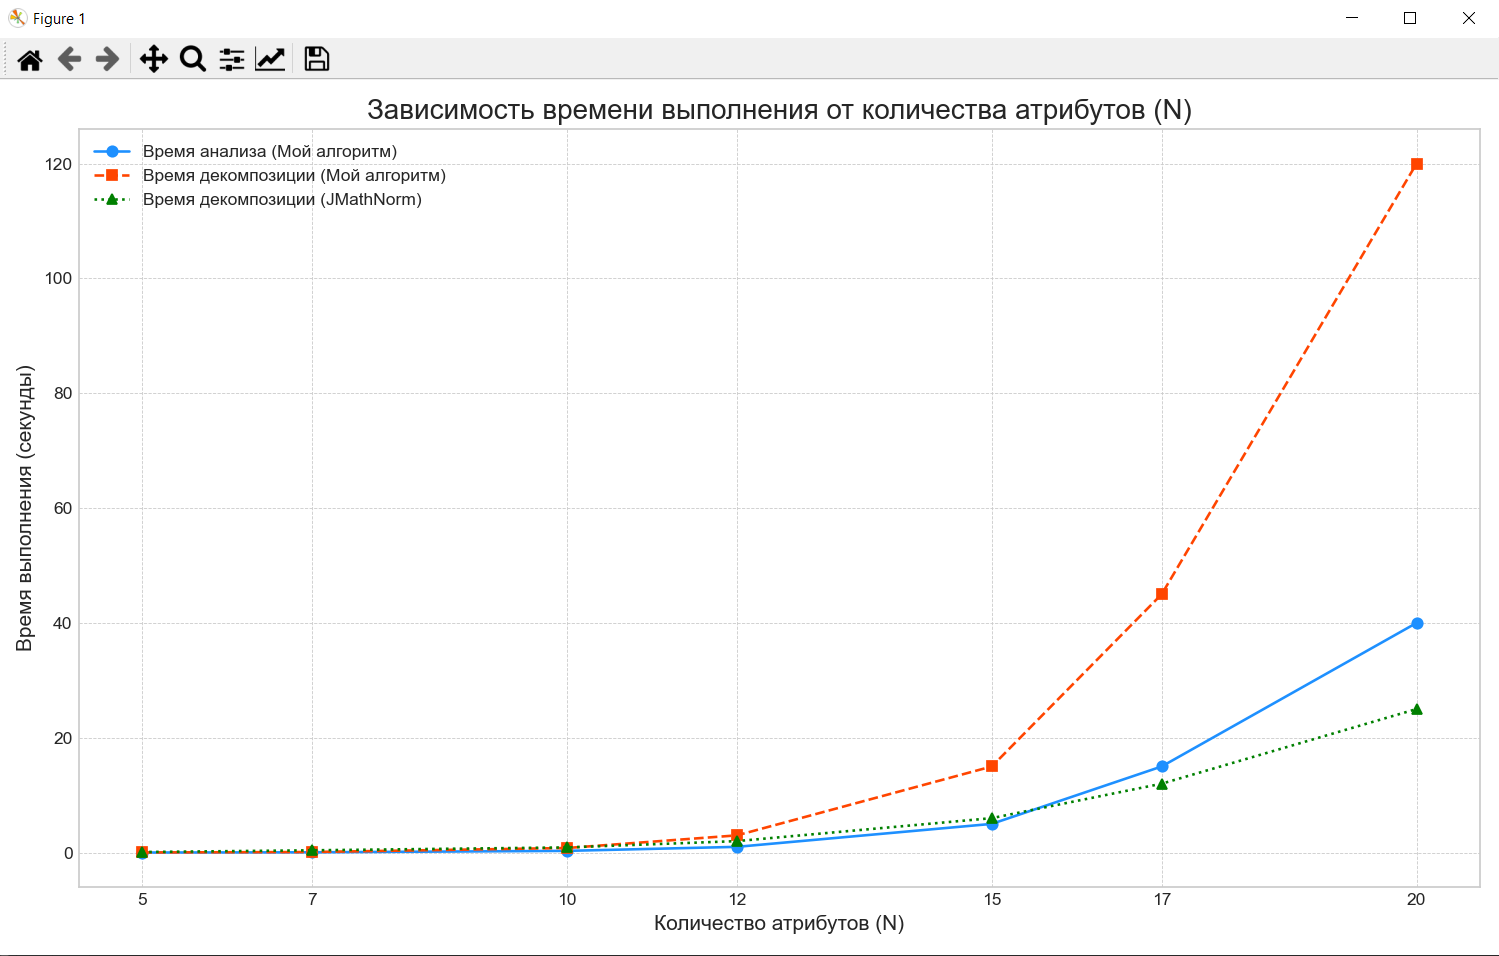 Figure 1
Зависимость времени выполнения от количества атрибутов (N)
Время анализа (Мой алгоритм)
Время декомпозиции (Мой алгоритм)
Время декомпозиции (JMathNorm)
120
100
80
60
40
20
0
Время выполнения (секунды)
5 7 10 12 15 17 20
Количество атрибутов (N)